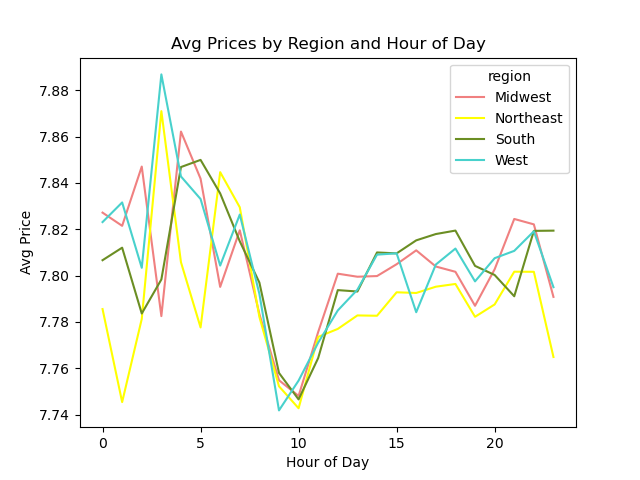 Avg Prices by Region and Hour of Day
region
Midwest
Northeast
South
West
7.88
7.86
7.84
7.82
7.80
7.78
7.76
7.74
Avg Price
0 5 10 15 20
Hour of Day